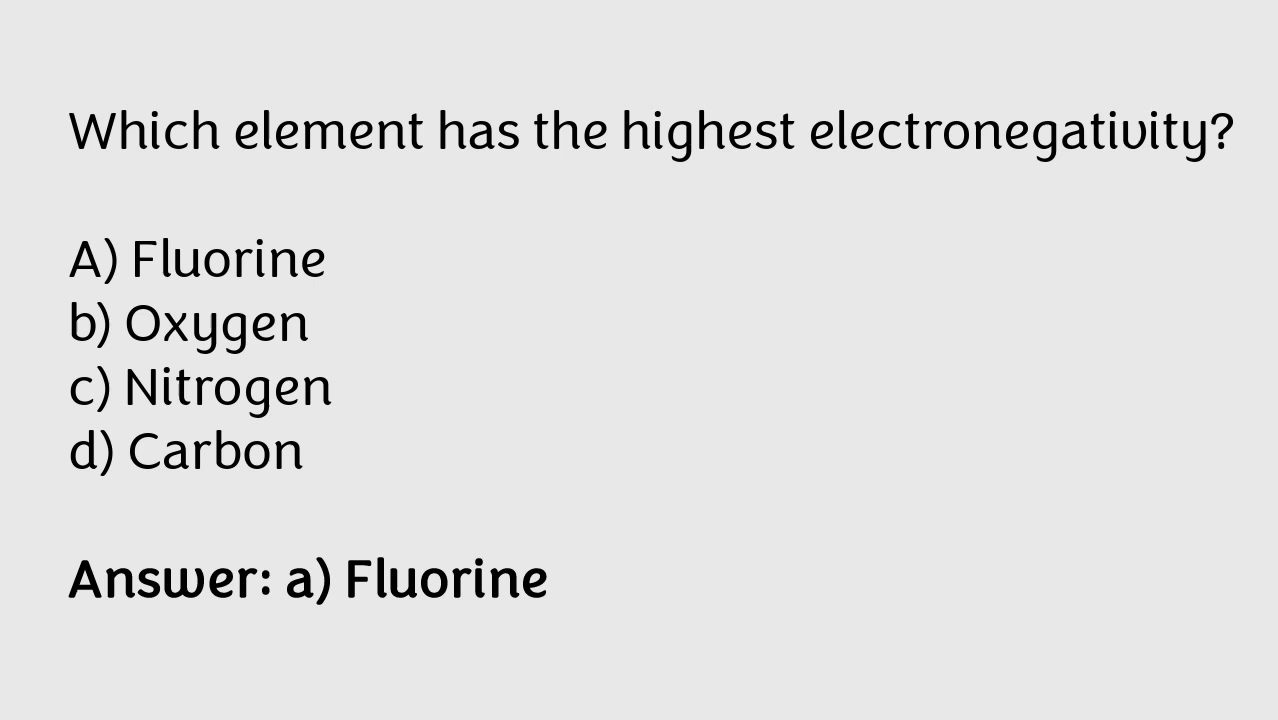 Which element has the highest electronegativity?
A) Fluorine
b) Oxygen
c) Nitrogen
d) Carbon
Answer: a) Fluorine